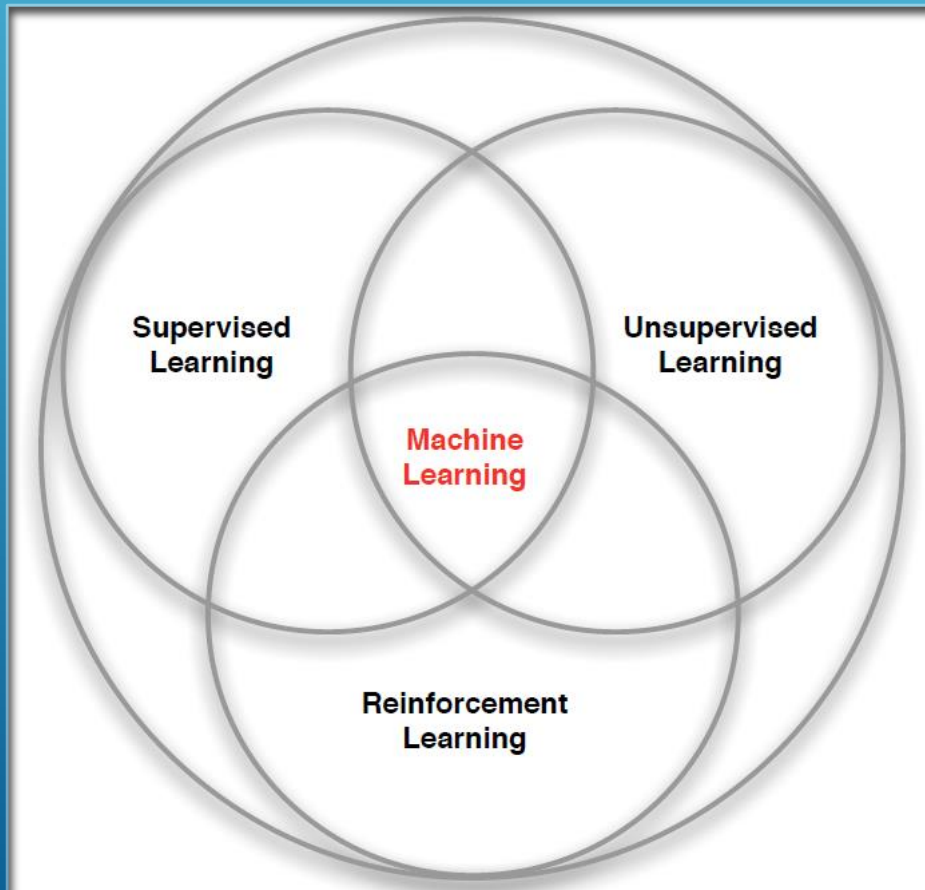 Supervised
Learning
Unsupervised
Learning
Machine
Learning
Reinforcement
Learning